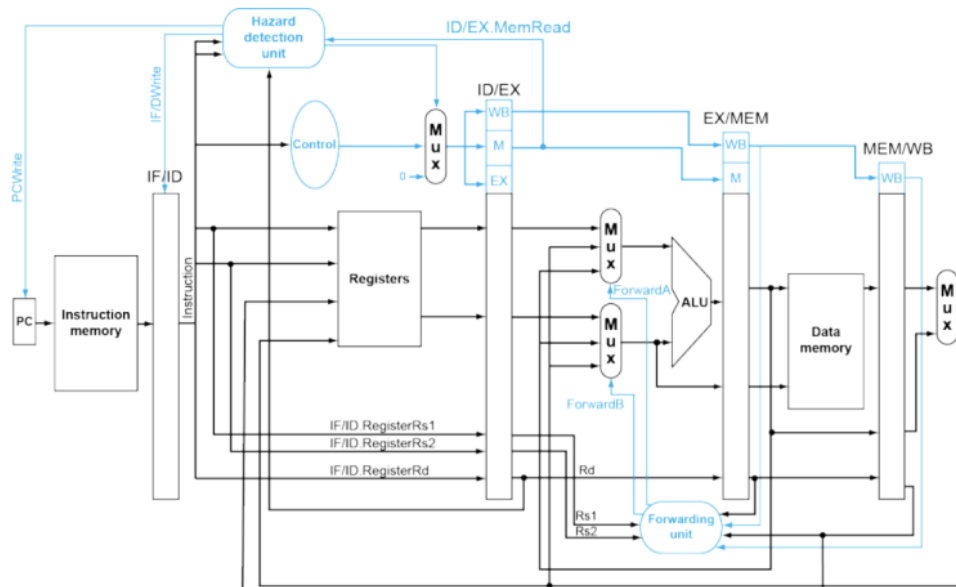 Hazard
detection
unit
ID/EX.MemRead
ID/EX
IF/DWrite
PCWrite
Control
0
M
u
x
WB
M
EX
EX/MEM
WB
M
MEM/WB
WB
IF/ID
PC
Instruction
memory
Instruction
Registers
M
u
x
ForwardA
M
u
x
ForwardB
ALU
Data
memory
M
u
x
IF/ID.RegisterRs1
IF/ID.RegisterRs2
IF/ID.RegisterRd
Rd
Rs1
Rs2
Forwarding
unit